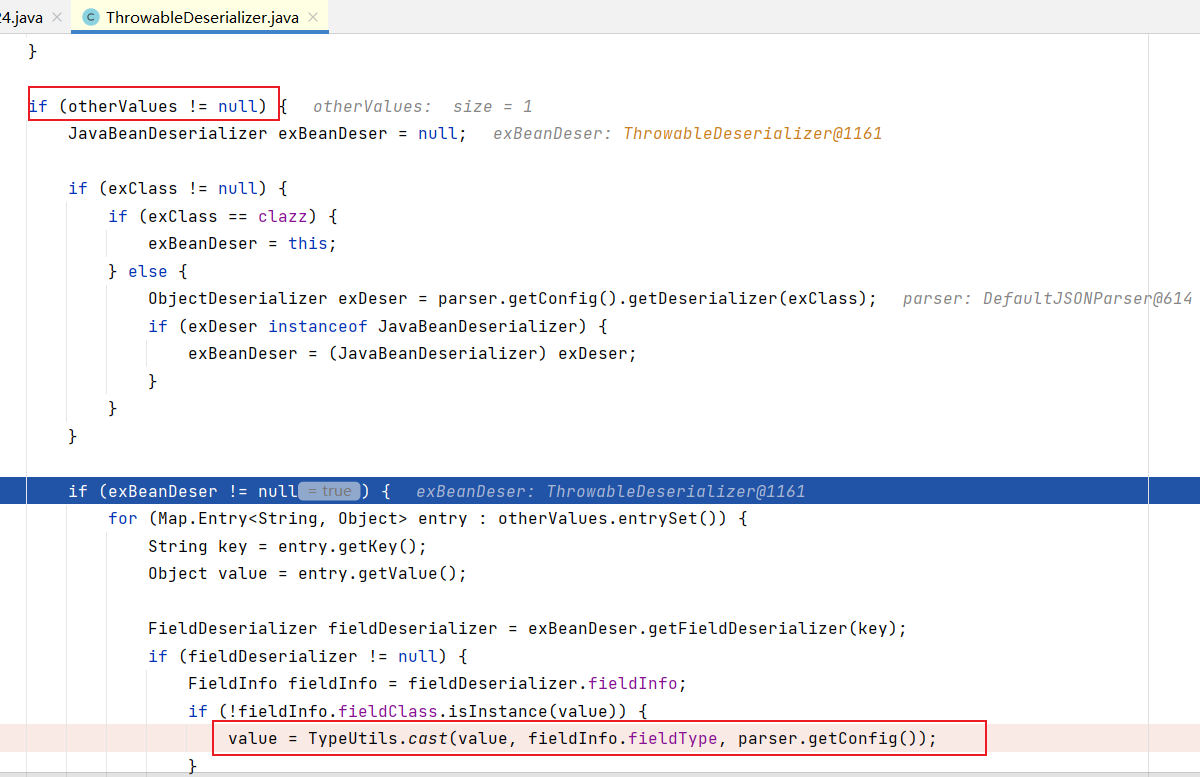 24.java × C ThrowableDeserializer.java ×
}
if (otherValues != null) { otherValues: size = 1
JavaBeanDeserializer exBeanDeser = null; exBeanDeser: ThrowableDeserializer@1161
if (exClass != null) {
if (exClass == clazz) {
exBeanDeser = this;
} else {
ObjectDeserializer exDeser = parser.getConfig().getDeserializer(exClass); parser: DefaultJSONParser@614
if (exDeser instanceof JavaBeanDeserializer) {
exBeanDeser = (JavaBeanDeserializer) exDeser;
}
}
}
if (exBeanDeser != null = true ) { exBeanDeser: ThrowableDeserializer@1161
for (Map.Entry<String, Object> entry : otherValues.entrySet()) {
String key = entry.getKey();
Object value = entry.getValue();
FieldDeserializer fieldDeserializer = exBeanDeser.getFieldDeserializer(key);
if (fieldDeserializer != null) {
FieldInfo fieldInfo = fieldDeserializer.fieldInfo;
if (!fieldInfo.fieldClass.isInstance(value)) {
value = TypeUtils.cast(value, fieldInfo.fieldType, parser.getConfig());
}